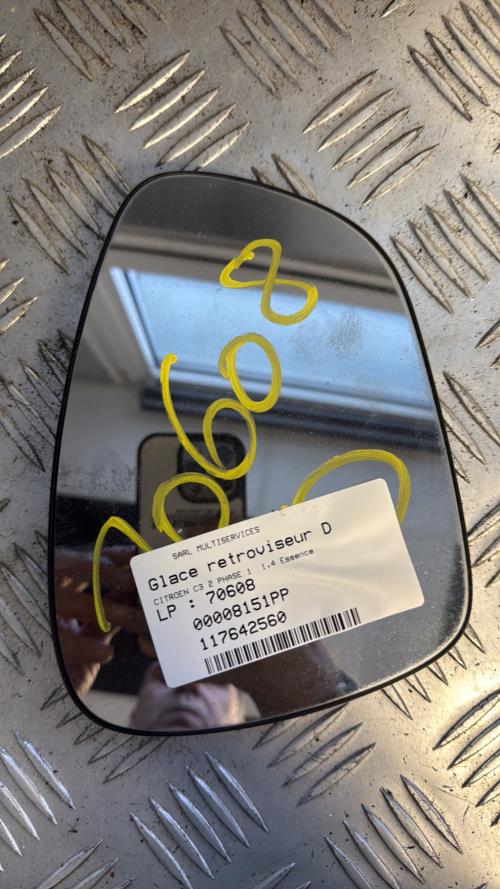 70608
SARL MULTISERVICES
Glace retroviseur D
CITROEN C3 2 PHASE 1 1.4 Essence
LP : 70608
00008151PP
117642560